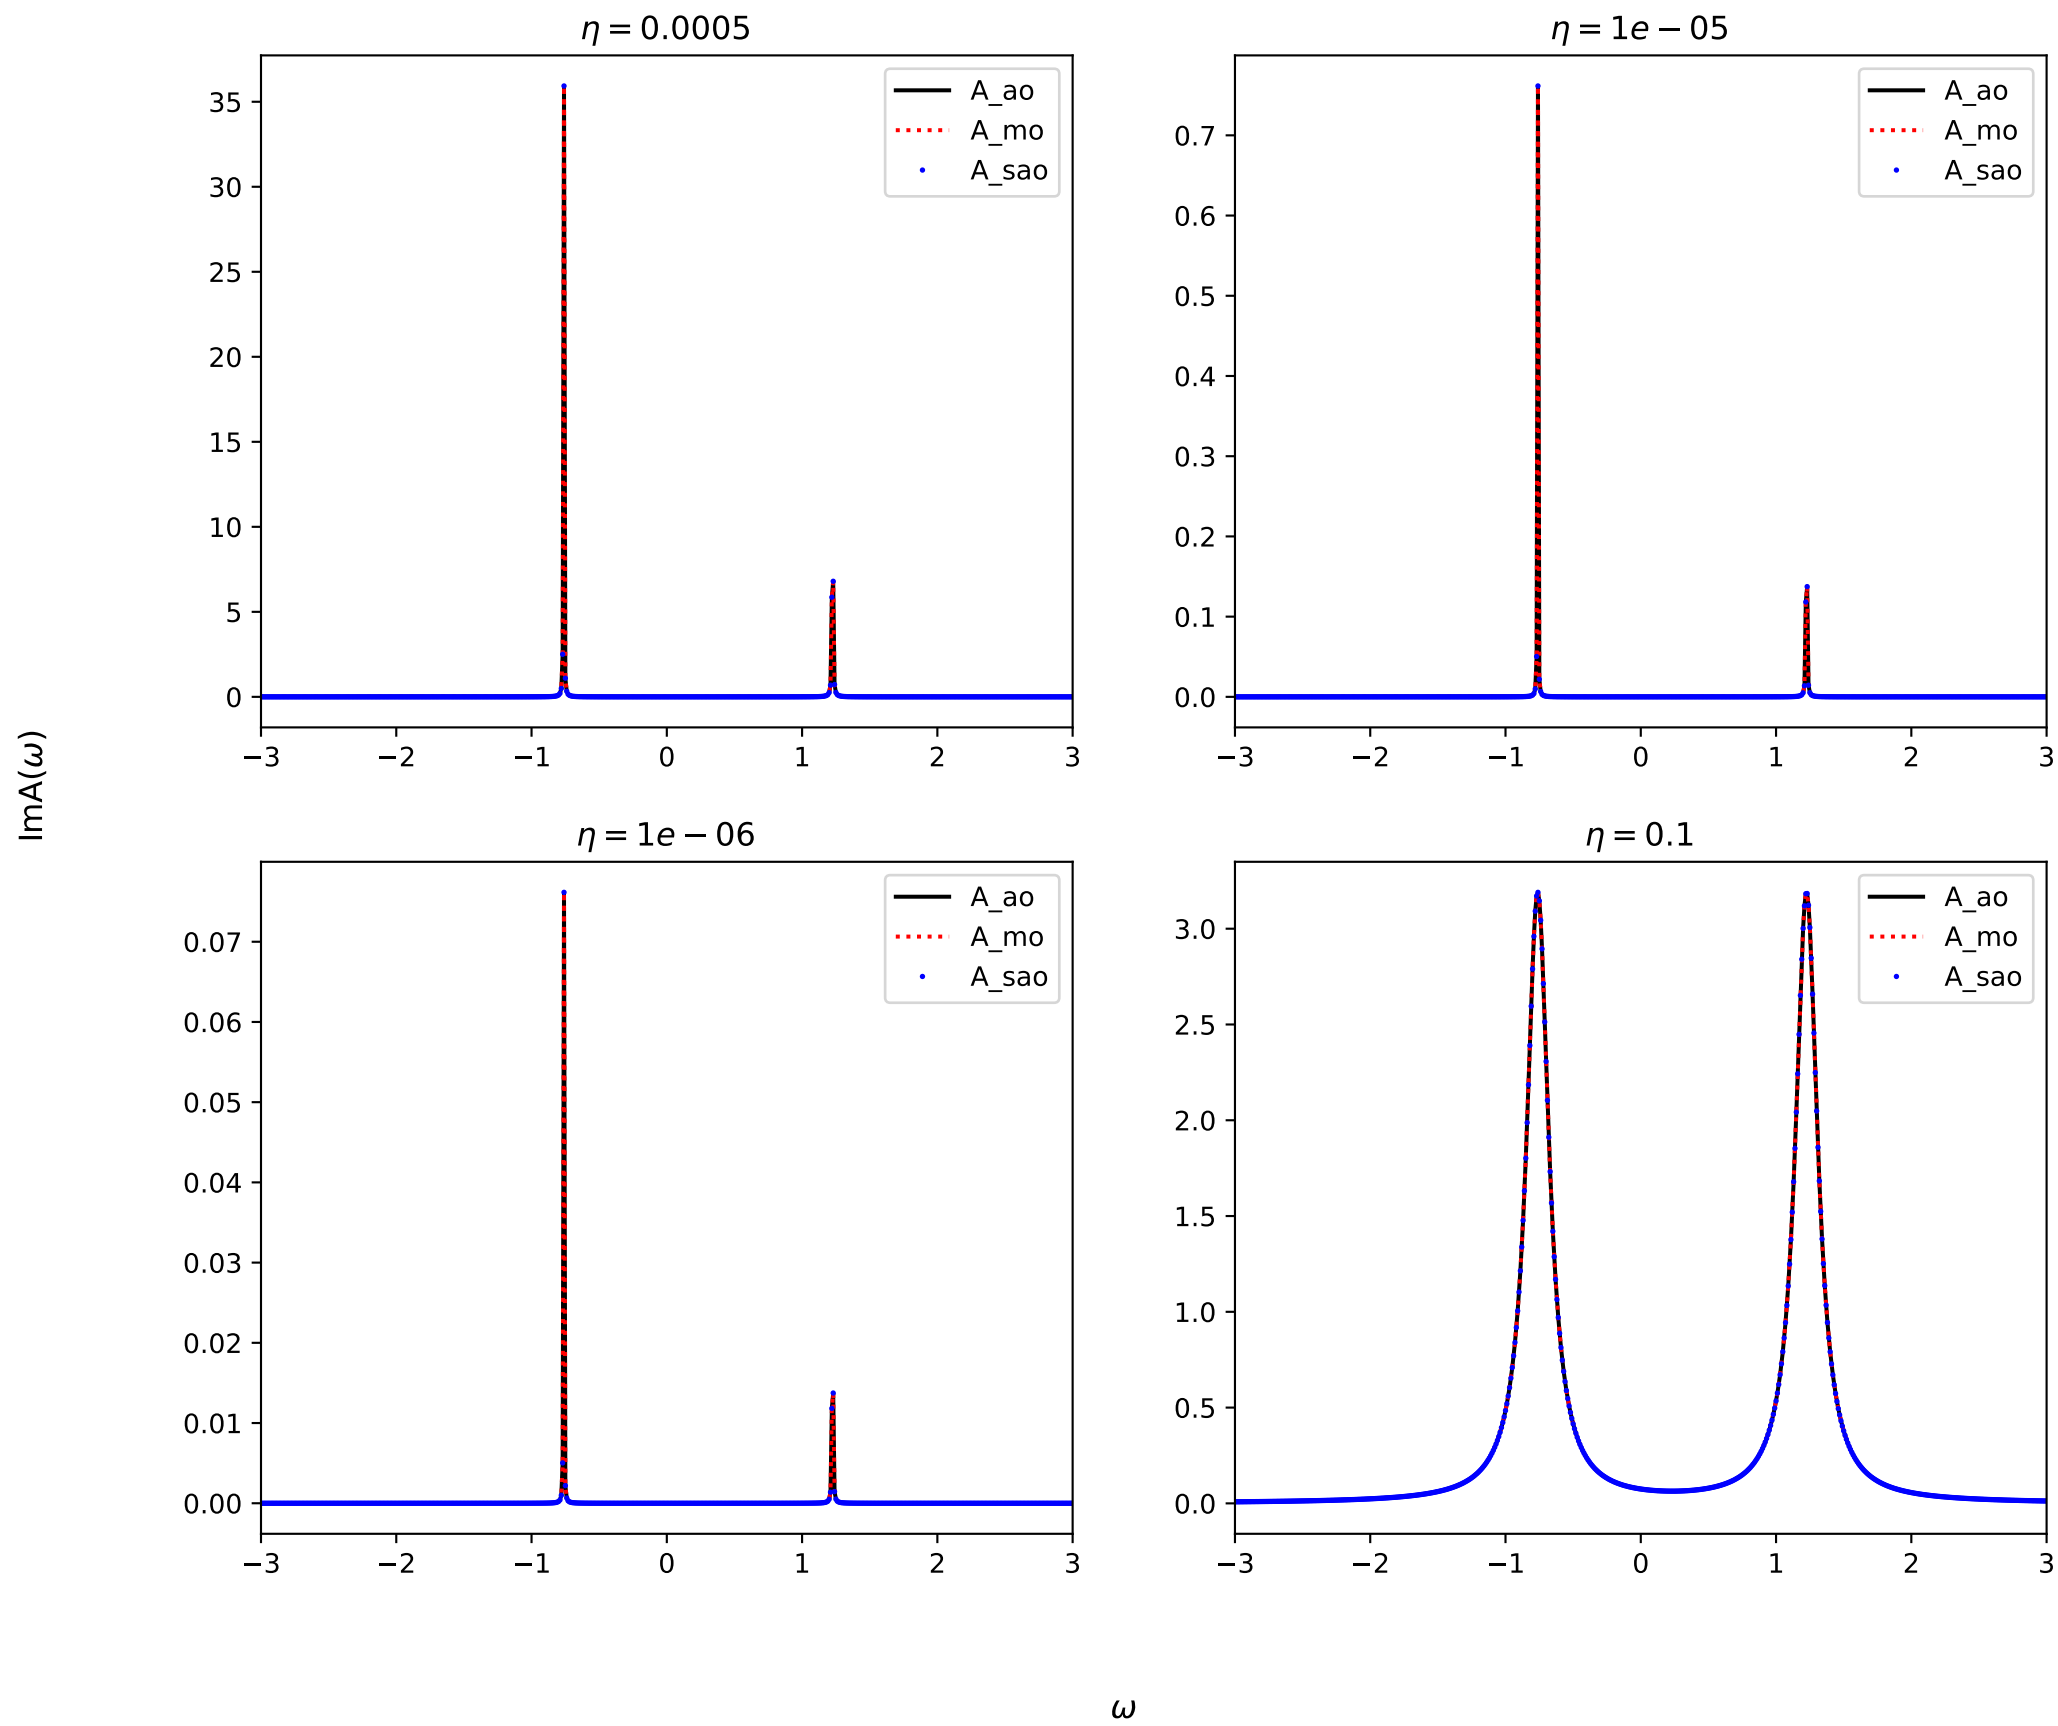 η = 0.0005
35
30
25
20
15
10
5
0
−3 −2 −1 0 1 2 3
A_ao
A_mo
A_sao
η = 1e − 05
0.7
0.6
0.5
0.4
0.3
0.2
0.1
0.0
−3 −2 −1 0 1 2 3
A_ao
A_mo
A_sao
ImA(ω)
η = 1e − 06
0.07
0.06
0.05
0.04
0.03
0.02
0.01
0.00
−3 −2 −1 0 1 2 3
A_ao
A_mo
A_sao
η = 0.1
3.0
2.5
2.0
1.5
1.0
0.5
0.0
−3 −2 −1 0 1 2 3
A_ao
A_mo
A_sao
ω